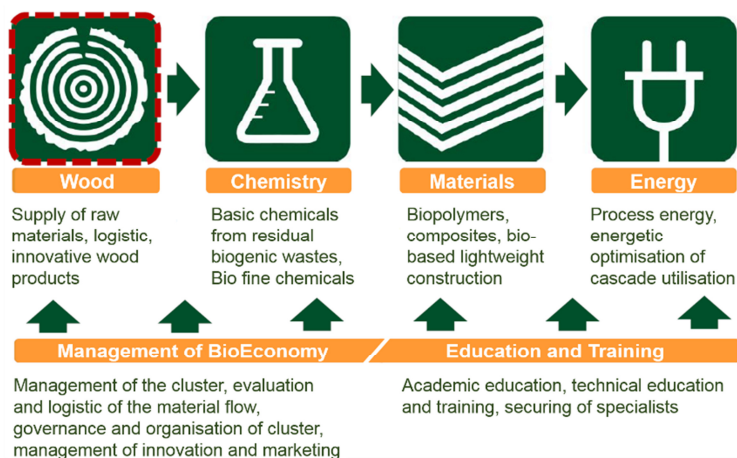 Wood
Supply of raw
materials, logistic,
innovative wood
products
Chemistry
Basic chemicals
from residual
biogenic wastes,
Bio fine chemicals
Materials
Biopolymers,
composites, bio-
based lightweight
construction
Energy
Process energy,
energetic
optimisation of
cascade utilisation
Management of BioEconomy
Management of the cluster, evaluation
and logistic of the material flow,
governance and organisation of cluster,
management of innovation and marketing
Education and Training
Academic education, technical education
and training, securing of specialists